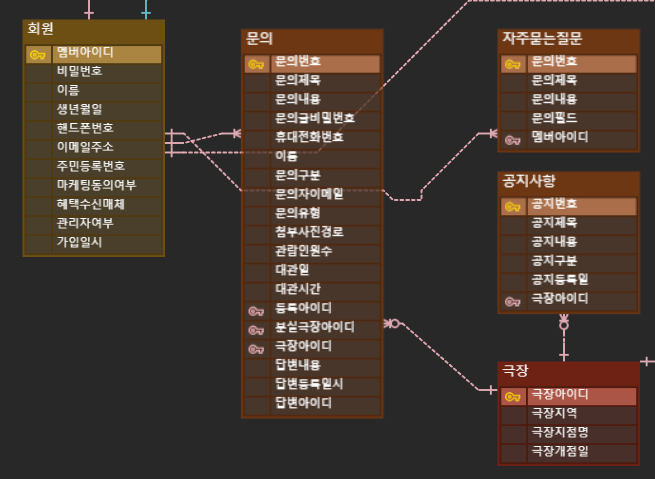 회원
멤버아이디
비밀번호
이름
생년월일
핸드폰번호
이메일주소
주민등록번호
마케팅동의여부
혜택수신매체
관리자여부
가입일시
문의
문의번호
문의제목
문의내용
문의글비밀번호
휴대전화번호
이름
문의구분
문의자이메일
문의유형
첨부사진경로
관람인원수
대관일
대관시간
등록아이디
분실극장아이디
극장아이디
답변내용
답변등록일시
답변아이디
자주묻는질문
문의번호
문의제목
문의내용
문의필드
멤버아이디
공지사항
공지번호
공지제목
공지내용
공지구분
공지등록일
극장아이디
극장
극장아이디
극장지역
극장지점명
극장개점일